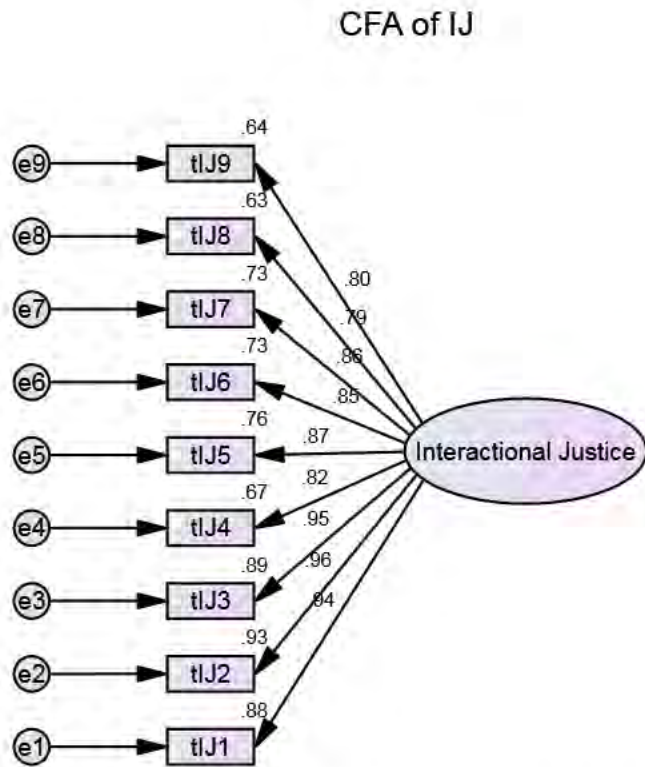 CFA of IJ
.64
e9 tIJ9
.63
e8 tIJ8
.80
.73
e7 tIJ7
.79
.73
.86
e6 tIJ6
.85
.76
.87
e5 tIJ5
Interactional Justice
.67
.82
e4 tIJ4
.95
.89
.96
e3 tIJ3
.94
.93
e2 tIJ2
.88
e1 tIJ1